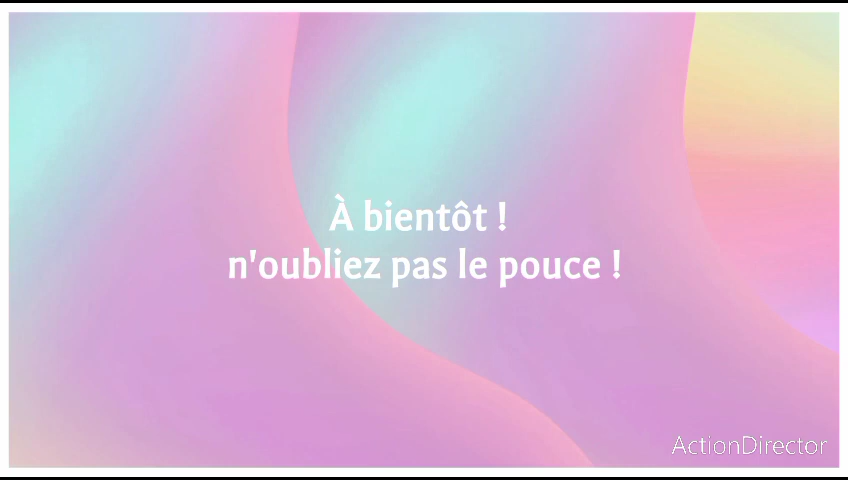 À bientôt !
n'oubliez pas le pouce !
ActionDirector